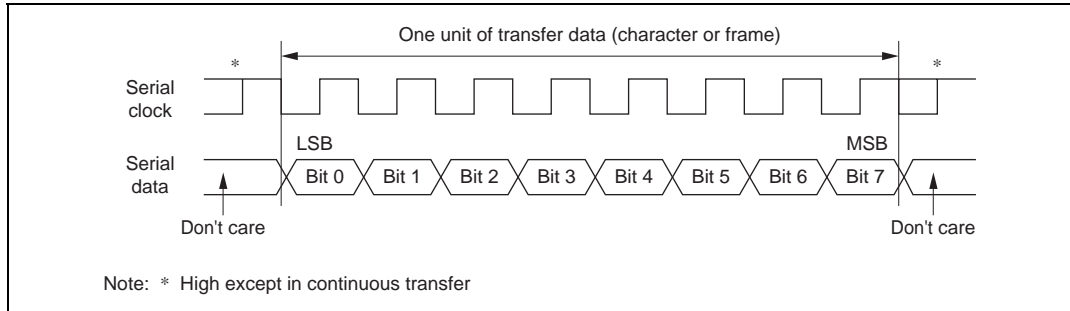 One unit of transfer data (character or frame)
* *
Serial
clock
LSB MSB
Serial
data
Bit 0 Bit 1 Bit 2 Bit 3 Bit 4 Bit 5 Bit 6 Bit 7
Don't care Don't care
Note: * High except in continuous transfer